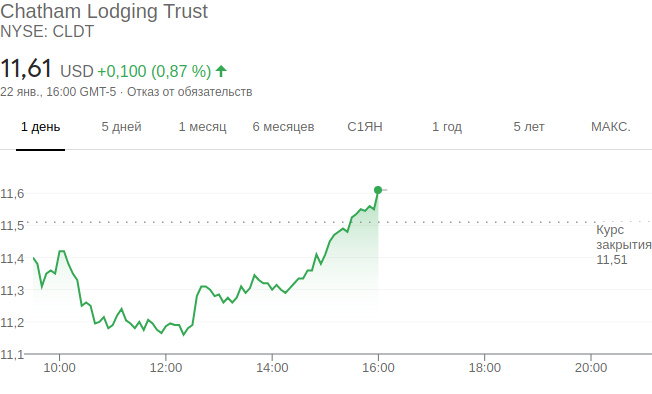 Chatham Lodging Trust
NYSE: CLDT
11,61 USD +0,100 (0,87 %)
22 янв., 16:00 GMT-5 · Отказ от обязательств
1 день 5 дней 1 месяц 6 месяцев С1ЯН 1 год 5 лет МАКС.
11,6
11,5
Курс
закрытия
11,51
11,4
11,3
11,2
11,1
10:00 12:00 14:00 16:00 18:00 20:00